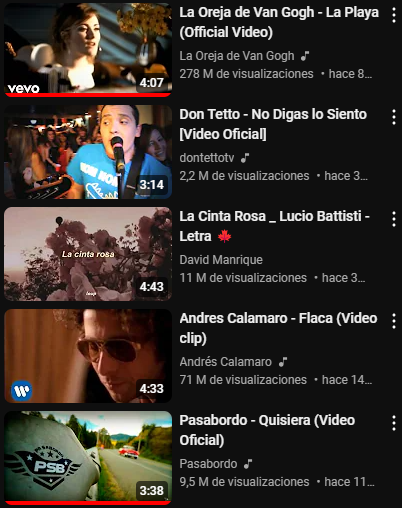 La Oreja de Van Gogh - La Playa
(Official Video)
La Oreja de Van Gogh
278 M de visualizaciones • hace 8...
vevo
4:07
Don Tetto - No Digas lo Siento
[Video Oficial]
dontettotv
2,2 M de visualizaciones • hace 3...
3:14
La Cinta Rosa _ Lucio Battisti -
Letra 🍁
David Manrique
11 M de visualizaciones • hace 3...
La cinta rosa
4:43
Andres Calamaro - Flaca (Video
clip)
Andrés Calamaro
71 M de visualizaciones • hace 14...
4:33
Pasabordo - Quisiera (Video
Oficial)
Pasabordo
9,5 M de visualizaciones • hace 11...
PSB
3:38